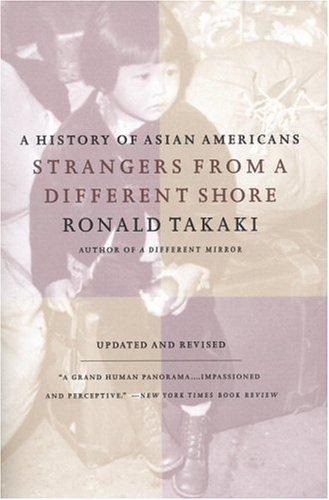 A HISTORY OF ASIAN AMERICANS
STRANGERS FROM A
DIFFERENT SHORE
RONALD TAKAKI
AUTHOR OF A DIFFERENT MIRROR
UPDATED AND REVISED
"A GRAND HUMAN PANORAMA....IMPASSIONED
AND PERCEPTIVE." —NEW YORK TIMES BOOK REVIEW